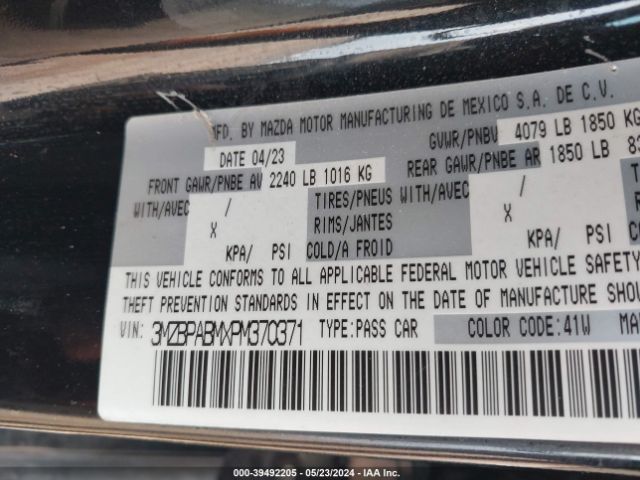 MFD. BY MAZDA MOTOR MANUFACTURING DE MEXICO S.A. DE C.V.
DATE 04/23 GVWR/PNBV 4079 LB 1850 KG
FRONT GAWR/PNBE AV 2240 LB 1016 KG REAR GAWR/PNBE AR 1850 LB
WITH/AVEC / TIRES/PNEUS WITH/AVEC /
X RIMS/JANTES X
KPA/ PSI COLD/A FROID KPA/ PSI
THIS VEHICLE CONFORMS TO ALL APPLICABLE FEDERAL MOTOR VEHICLE SAFETY
THEFT PREVENTION STANDARDS IN EFFECT ON THE DATE OF MANUFACTURE SHO
VIN: 3MZBPABMXPM370371 TYPE: PASS CAR COLOR CODE: 41W MA
000-39492205 - 05/23/2024 - IAA Inc.